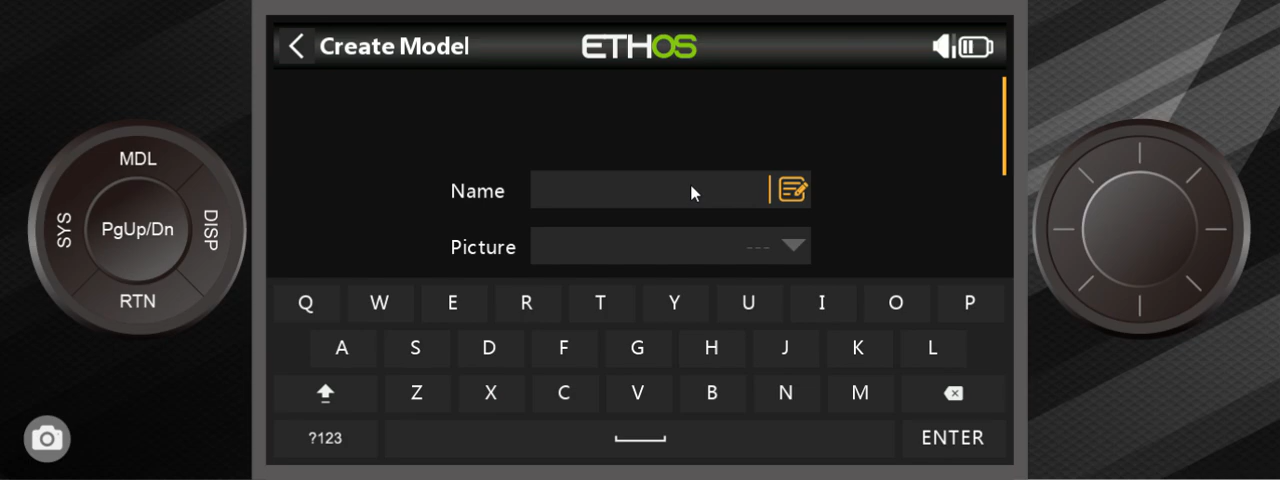 Create Model
ETHOS
MDL
SYS
PgUp/Dn
DISP
RTN
Name
Picture ---
Q W E R T Y U I O P
A S D F G H J K L
Z X C V B N M
?123
ENTER